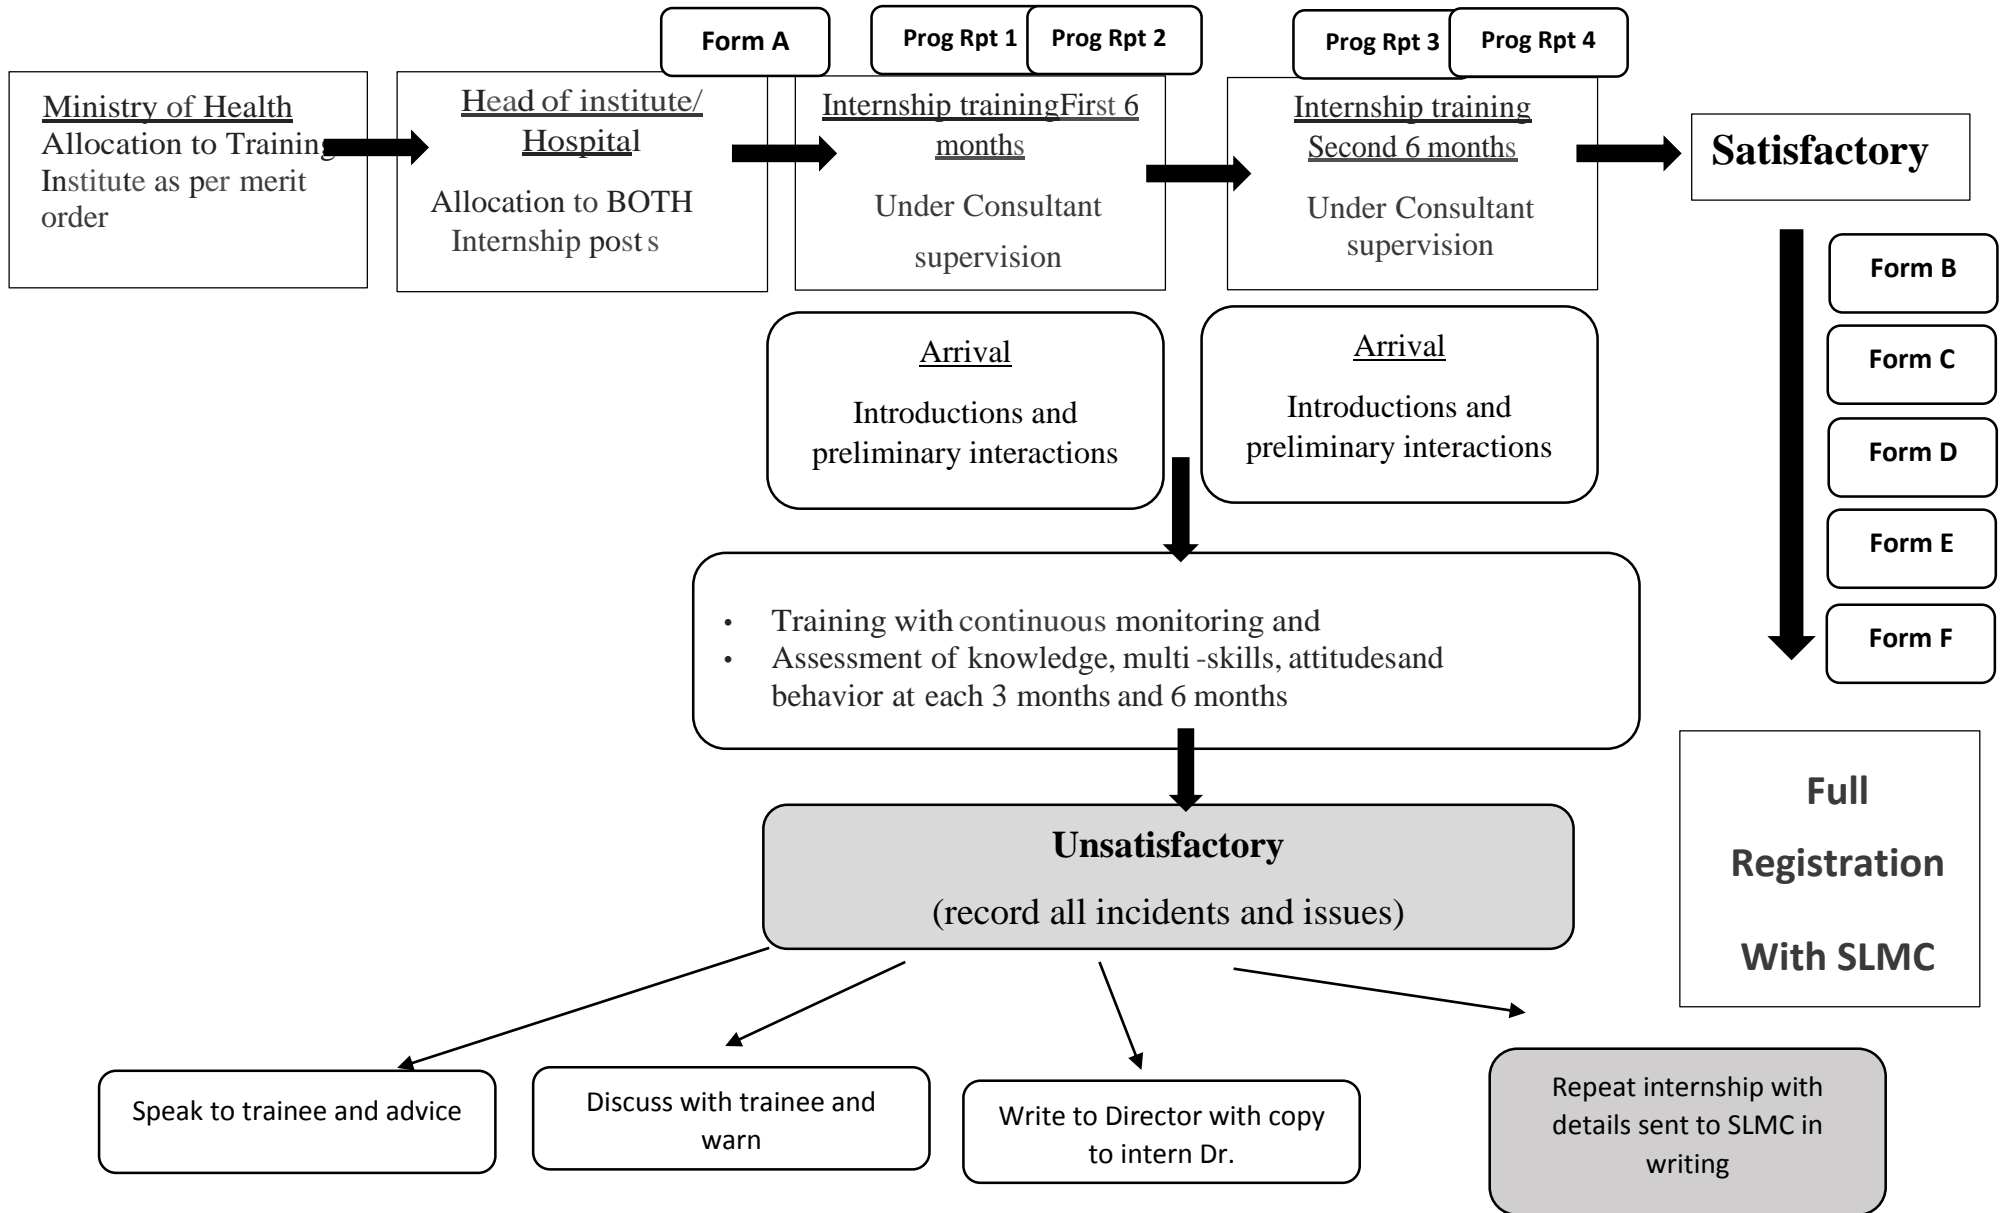 Form A
Prog Rpt 1
Prog Rpt 2
Prog Rpt 3
Prog Rpt 4
Ministry of Health
Allocation to Training
Institute as per merit
order
Head of institute/
Hospital
Allocation to BOTH
Internship posts
Internship trainingFirst 6
months
Under Consultant
supervision
Internship training
Second 6 months
Under Consultant
supervision
Satisfactory
Form B
Form C
Form D
Form E
Form F
Arrival
Introductions and
preliminary interactions
Arrival
Introductions and
preliminary interactions
• Training with continuous monitoring and
• Assessment of knowledge, multi -skills, attitudesand
behavior at each 3 months and 6 months
Unsatisfactory
(record all incidents and issues)
Full
Registration
With SLMC
Speak to trainee and advice
Discuss with trainee and
warn
Write to Director with copy
to intern Dr.
Repeat internship with
details sent to SLMC in
writing